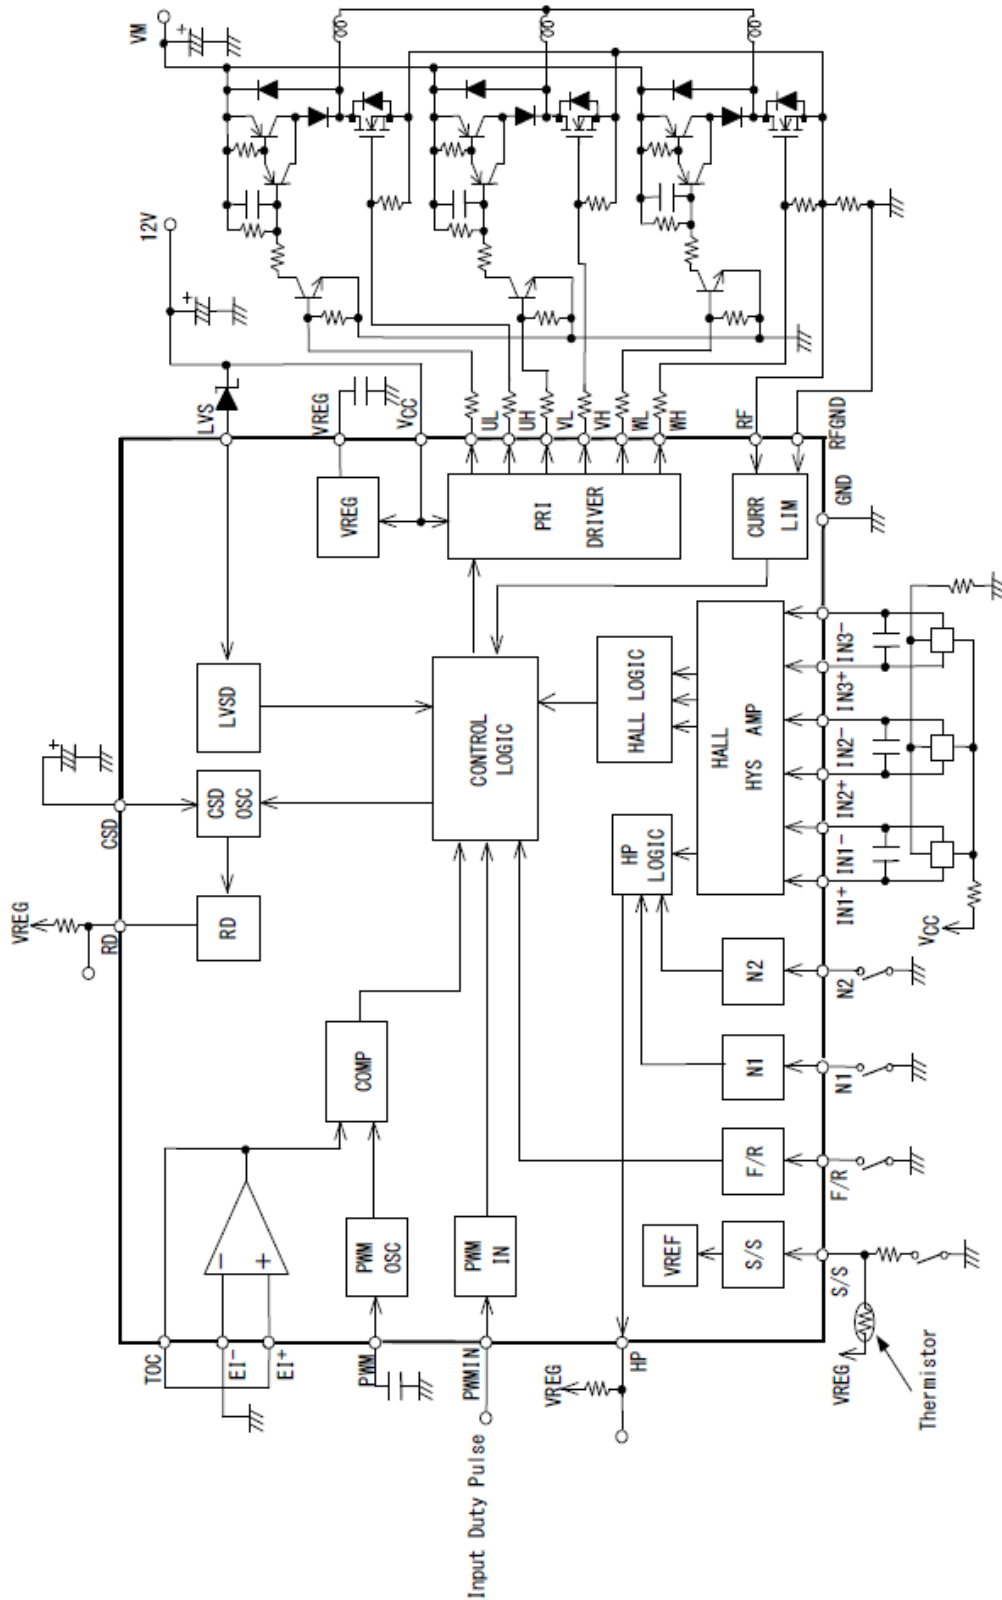 VM
12V
LVS
VREG
VCC
UL
UH
VL
VH
WL
WH
RF
RFGND
GND
VREG
PRI
DRIVER
CURR
LIM
LVSD
CSD
OSC
RD
CONTROL
LOGIC
HALL LOGIC
HALL
HYS AMP
HP
LOGIC
CSD
RD
VREG
IN3-
IN3+
IN2-
IN2+
IN1-
IN1+
VCC
COMP
N2
N1
F/R
S/S
VREF
PWM
OSC
PWM
IN
-
+
N2
N1
F/R
S/S
TOC
EI-
EI+
PWM
PWMIN
HP
VREG
VREG
Thermistor
Input Duty Pulse
+
+
+